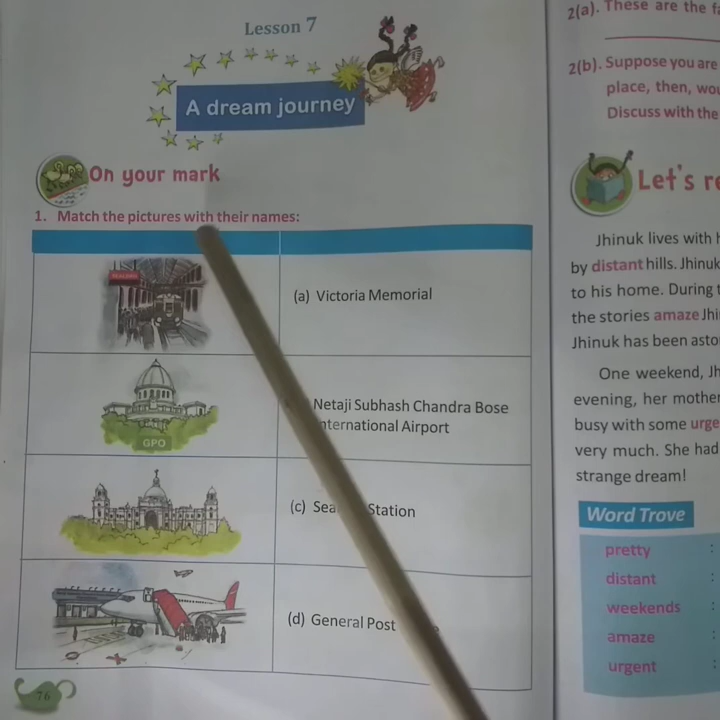 Lesson 7
A dream journey
On your mark
1. Match the pictures with their names:
SEALDAH
(a) Victoria Memorial
Netaji Subhash Chandra Bose
International Airport
GPO
(c) Sea Station
(d) General Post
76
2(a). These are the
2(b). Suppose you are
place, then, wou
Discuss with the
Let's re
Jhinuk lives with h
by distant hills. Jhinuk
to his home. During t
the stories amaze Jhi
Jhinuk has been asto
One weekend, Jh
evening, her mother
busy with some urge
very much. She had
strange dream!
Word Trove
pretty :
distant :
weekends :
amaze :
urgent :